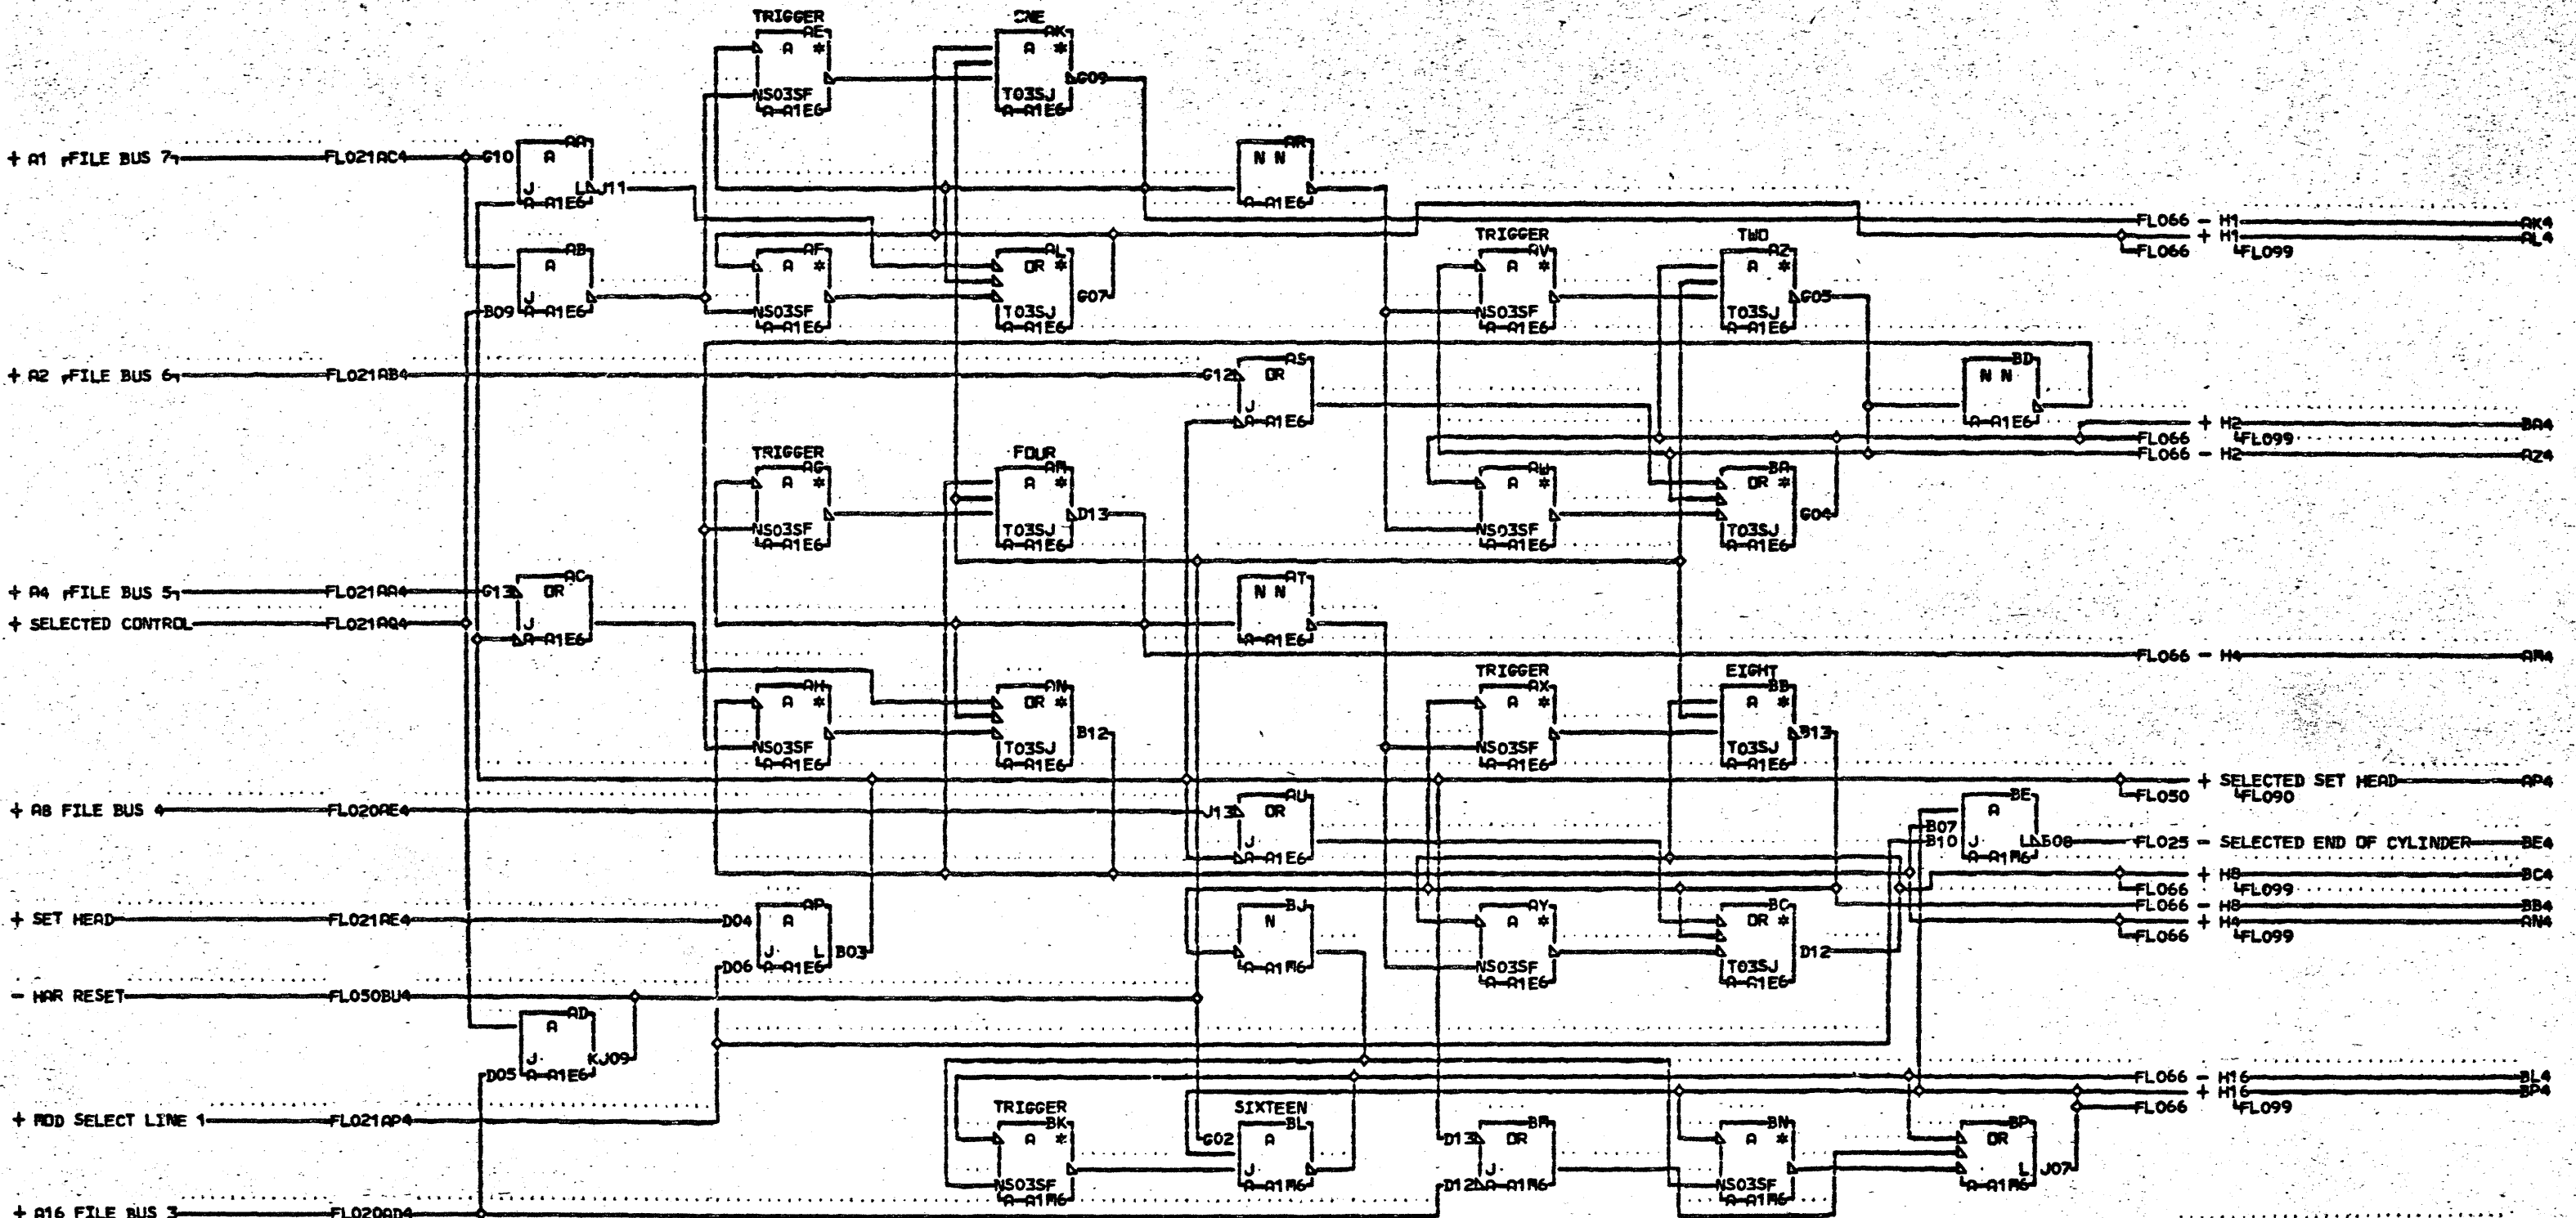 TRIGGER
AE
A *
NS03SF
A-A1E6
ONE
AK
A *
G09
T03SJ
A-A1E6
+ A1 FILE BUS 7 FL021AC4 G10
AA
A
J L J11
A-A1E6
AR
N N
A-A1E6
FL066 - H1 AK4
+ H1 AL4
FL066 FL099
AB
A
J
B09 A-A1E6
AF
A *
NS03SF
A-A1E6
AL
OR *
G07
T03SJ
A-A1E6
TRIGGER
AV
A *
NS03SF
A-A1E6
TWO
AZ
A *
G05
T03SJ
A-A1E6
+ A2 FILE BUS 6 FL021AB4 G12
AS
OR
J
A-A1E6
BD
N N
A-A1E6
+ H2 BA4
FL066 FL099
FL066 - H2 AZ4
TRIGGER
AG
A *
NS03SF
A-A1E6
FOUR
AM
A *
D13
T03SJ
A-A1E6
AW
A *
NS03SF
A-A1E6
BA
OR *
G04
T03SJ
A-A1E6
+ A4 FILE BUS 5 FL021AA4 G13
+ SELECTED CONTROL FL021AQ4
AC
OR
J
A-A1E6
AT
N N
A-A1E6
FL066 - H4 AM4
AH
A *
NS03SF
A-A1E6
AN
OR *
B12
T03SJ
A-A1E6
TRIGGER
AX
A *
NS03SF
A-A1E6
EIGHT
BB
A *
B13
T03SJ
A-A1E6
+ SELECTED SET HEAD AP4
FL050 FL090
+ A8 FILE BUS 4 FL020AE4 J13
AU
OR
J
A-A1E6
BE
A
B07
B10 J L B08
A-A1M6
FL025 - SELECTED END OF CYLINDER BE4
+ H8 BC4
FL066 FL099
FL066 - H8 BB4
+ H4 AN4
FL066 FL099
+ SET HEAD FL021AE4 D04
AP
A
J L B03
D06 A-A1E6
BJ
N
A-A1M6
AY
A *
NS03SF
A-A1E6
BC
OR *
D12
T03SJ
A-A1E6
- HAR RESET FL050BU4
AD
A
J KJ09
D05 A-A1E6
FL066 - H16 BL4
+ H16 BP4
FL066 FL099
+ MOD SELECT LINE 1 FL021AP4
TRIGGER
BK
A *
NS03SF
A-A1M6
SIXTEEN
BL
G02 A
J
A-A1M6
BM
D13 OR
J
D12 A-A1M6
BN
A *
NS03SF
A-A1M6
BP
OR
L J07
A-A1M6
+ A16 FILE BUS 3 FL020AD4